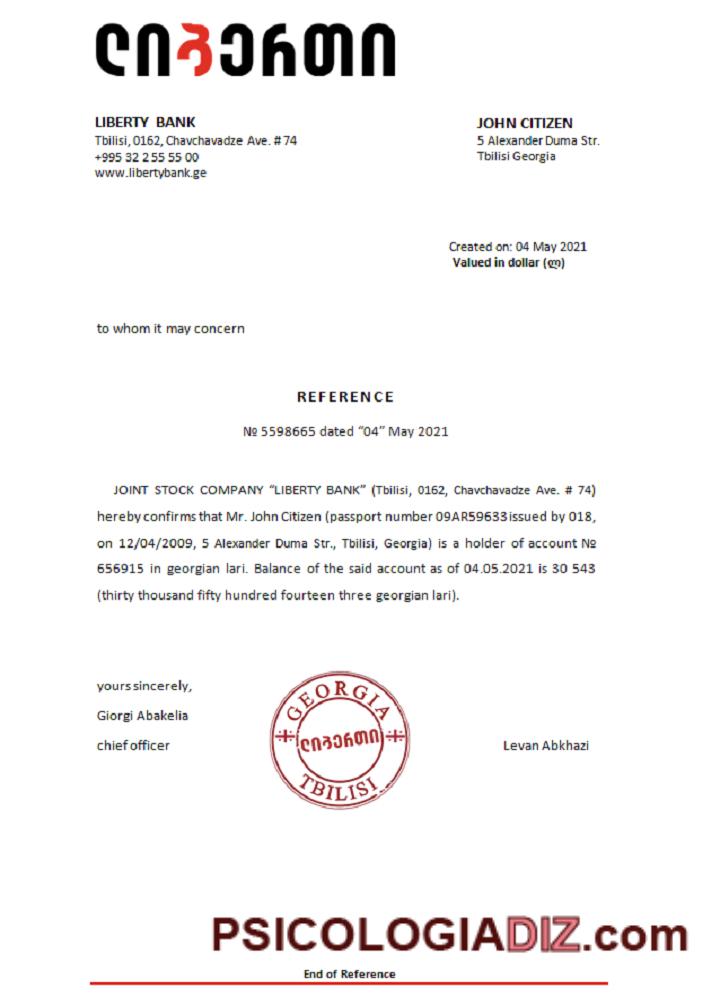 ლიბერთი
LIBERTY BANK
Tbilisi, 0162, Chavchavadze Ave. # 74
+995 32 2 55 55 00
www.libertybank.ge
JOHN CITIZEN
5 Alexander Duma Str.
Tbilisi Georgia
Created on: 04 May 2021
Valued in dollar (ლ)
to whom it may concern
REFERENCE
№ 5598665 dated “04” May 2021
JOINT STOCK COMPANY “LIBERTY BANK” (Tbilisi, 0162, Chavchavadze Ave. # 74)
hereby confirms that Mr. John Citizen (passport number 09AR59633 issued by 018,
on 12/04/2009, 5 Alexander Duma Str., Tbilisi, Georgia) is a holder of account №
656915 in georgian lari. Balance of the said account as of 04.05.2021 is 30 543
(thirty thousand fifty hundred fourteen three georgian lari).
yours sincerely,
Giorgi Abakelia
chief officer
GEORGIA
ლიბერთი
TBILISI
Levan Abkhazi
PSICOLOGIADIZ.com
End of Reference